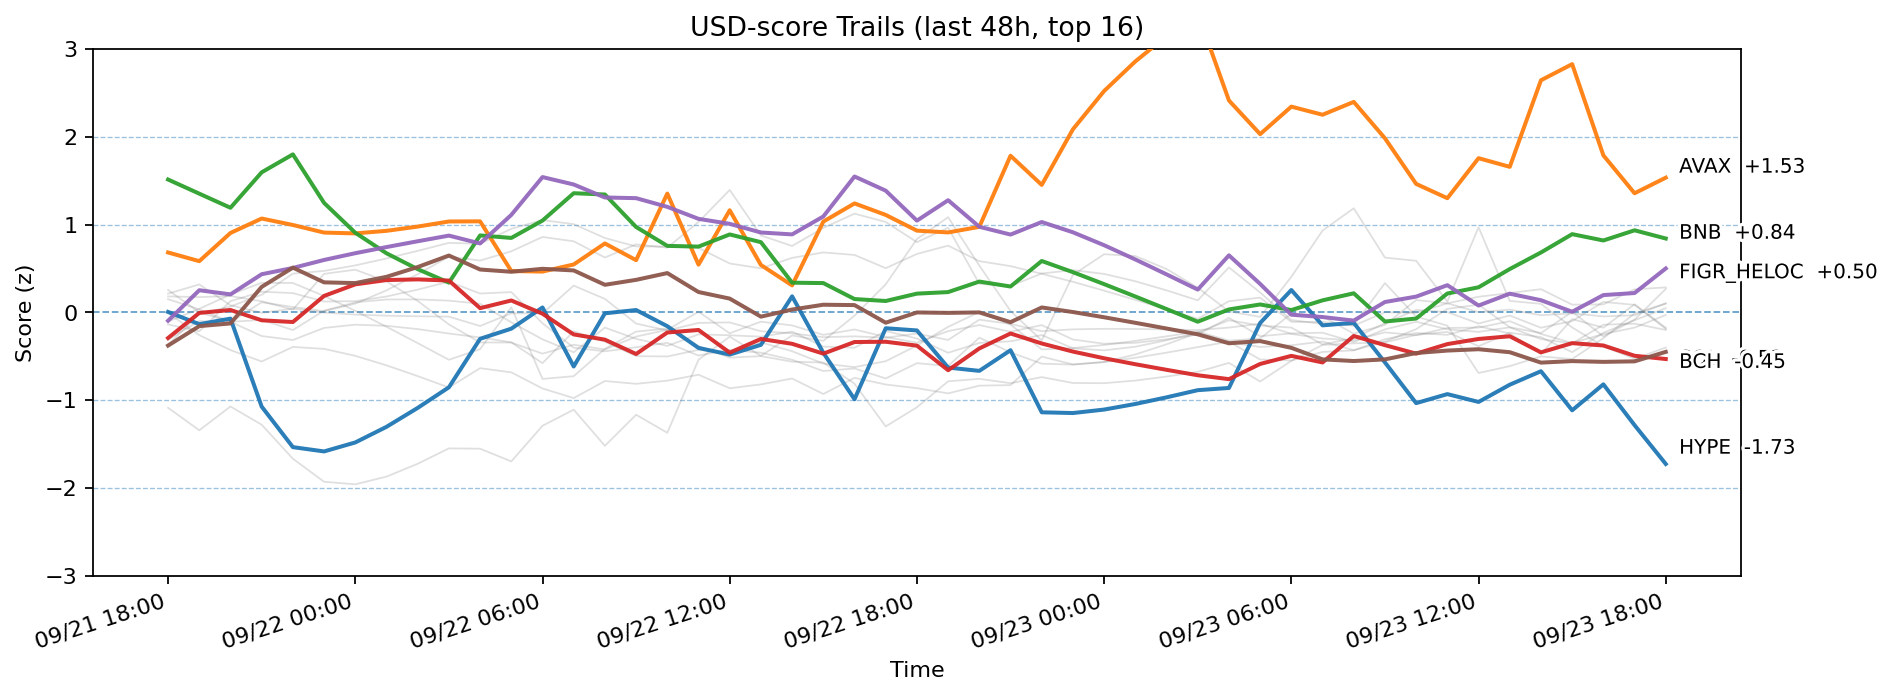 USD-score Trails (last 48h, top 16)
Score (z)
3
2
1
0
−1
−2
−3
AVAX +1.53
BNB +0.84
FIGR_HELOC +0.50
BCH -0.45
HYPE -1.73
09/21 18:00
09/22 00:00
09/22 06:00
09/22 12:00
09/22 18:00
09/23 00:00
09/23 06:00
09/23 12:00
09/23 18:00
Time